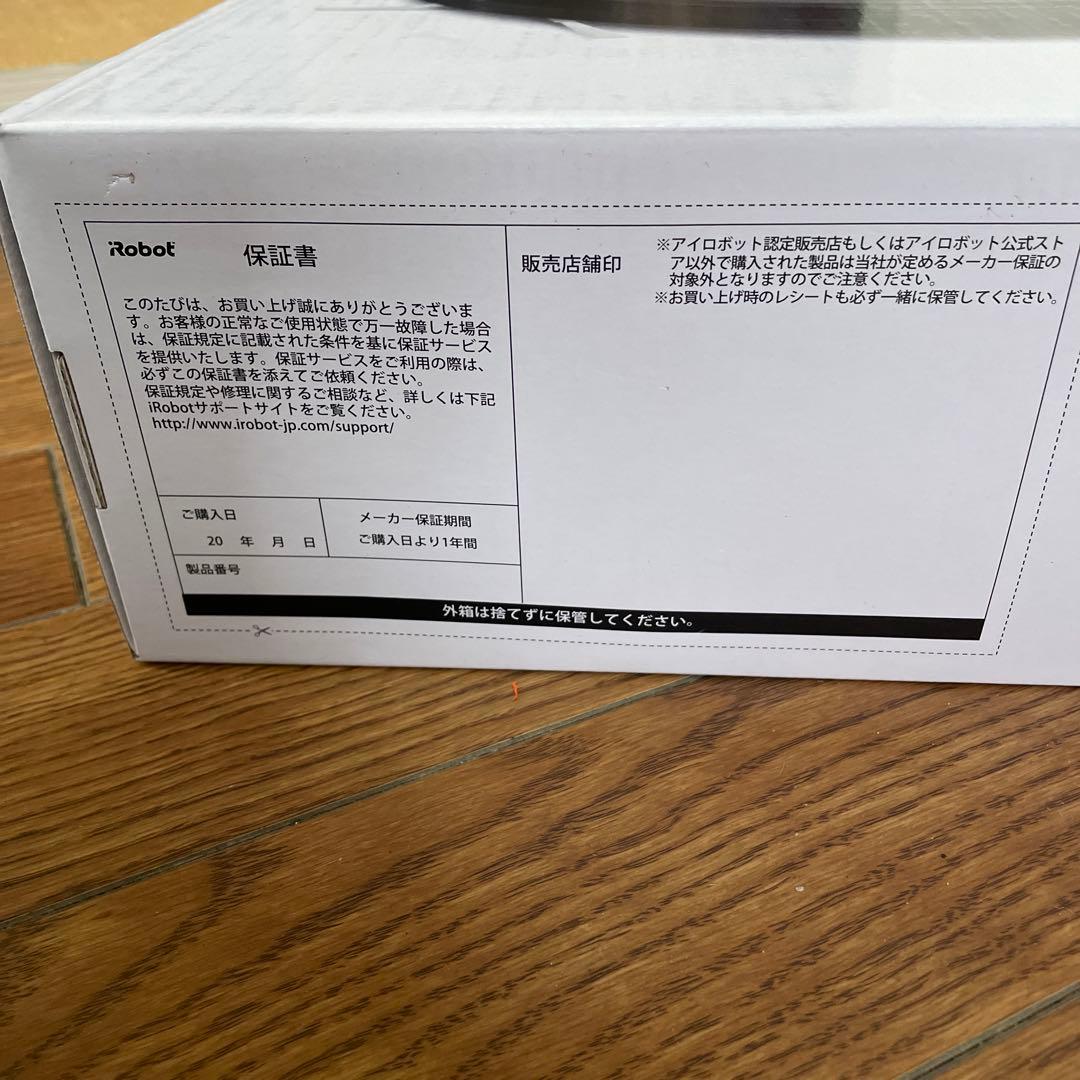 iRobot 保証書
このたびは、お買い上げ誠にありがとうございま
す。お客様の正常なご使用状態で万一故障した場合
は、保証規定に記載された条件を基に保証サービス
を提供いたします。保証サービスをご利用の際は、
必ずこの保証書を添えてご依頼ください。
保証規定や修理に関するご相談など、詳しくは下記
iRobotサポートサイトをご覧ください。
http://www.irobot-jp.com/support/
ご購入日
20 年 月 日
メーカー保証期間
ご購入日より1年間
製品番号
販売店舗印
※アイロボット認定販売店もしくはアイロボット公式スト
ア以外で購入された製品は当社が定めるメーカー保証の
対象外となりますのでご注意ください。
※お買い上げ時のレシートも必ず一緒に保管してください。
外箱は捨てずに保管してください。